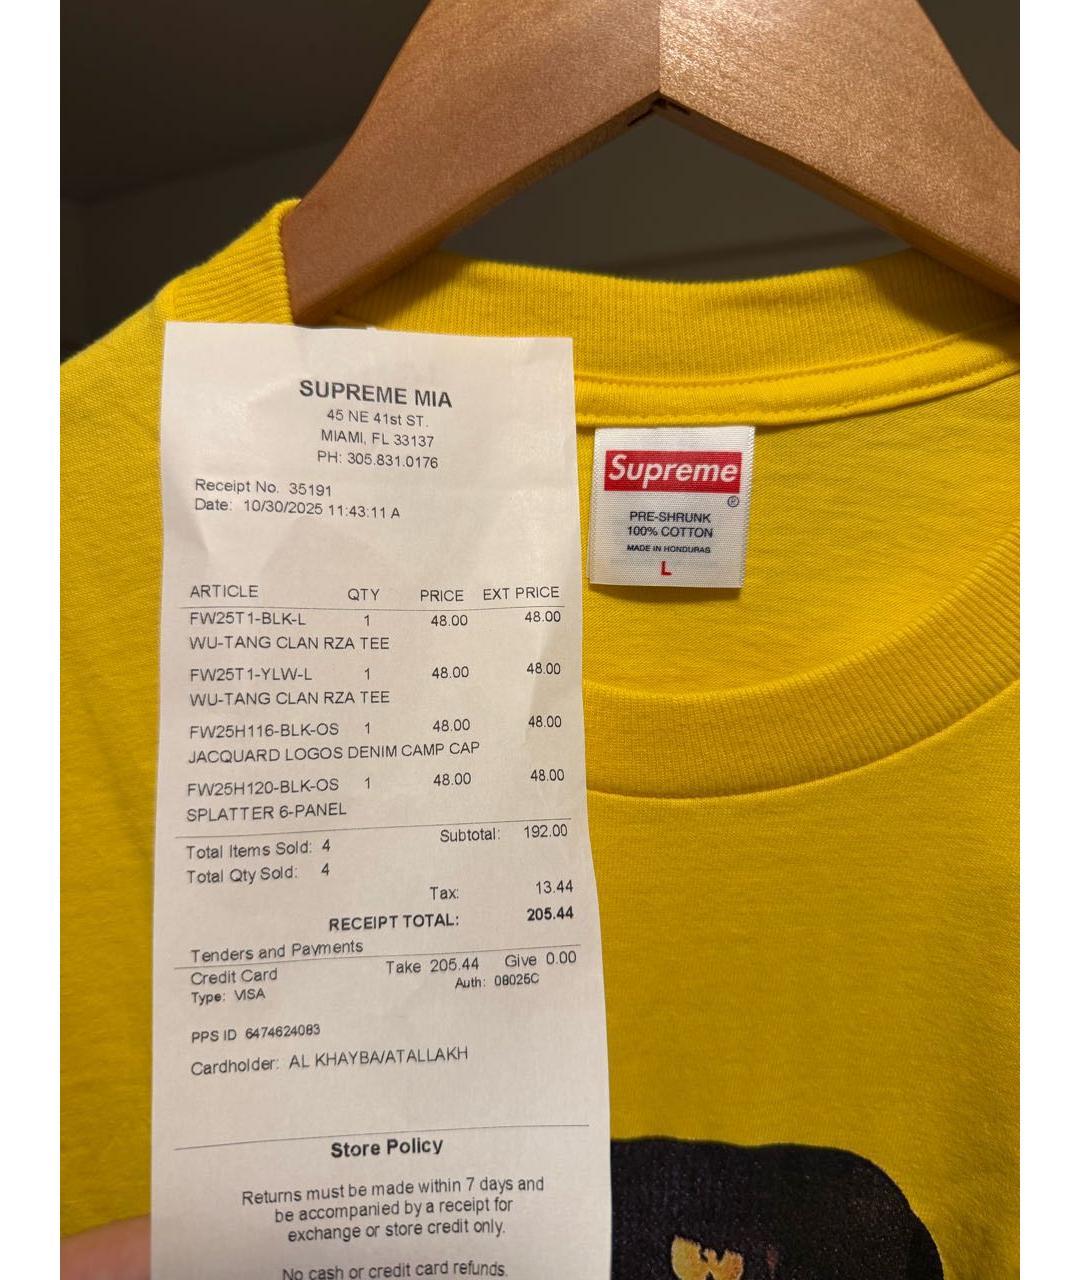 SUPREME MIA
45 NE 41st ST.
MIAMI, FL 33137
PH: 305.831.0176
Receipt No. 35191
Date: 10/30/2025 11:43:11 A
ARTICLE QTY PRICE EXT PRICE
FW25T1-BLK-L 1 48.00 48.00
WU-TANG CLAN RZA TEE
FW25T1-YLW-L 1 48.00 48.00
WU-TANG CLAN RZA TEE
FW25H116-BLK-OS 1 48.00 48.00
JACQUARD LOGOS DENIM CAMP CAP
FW25H120-BLK-OS 1 48.00 48.00
SPLATTER 6-PANEL
Subtotal: 192.00
Total Items Sold: 4
Total Qty Sold: 4
Tax: 13.44
RECEIPT TOTAL: 205.44
Tenders and Payments
Credit Card Take 205.44 Give 0.00
Type: VISA Auth: 08025C
PPS ID 6474624083
Cardholder: AL KHAYBA/ATALLAKH
Store Policy
Returns must be made within 7 days and
be accompanied by a receipt for
exchange or store credit only.
No cash or credit card refunds.
Supreme
®
PRE-SHRUNK
100% COTTON
MADE IN HONDURAS
L